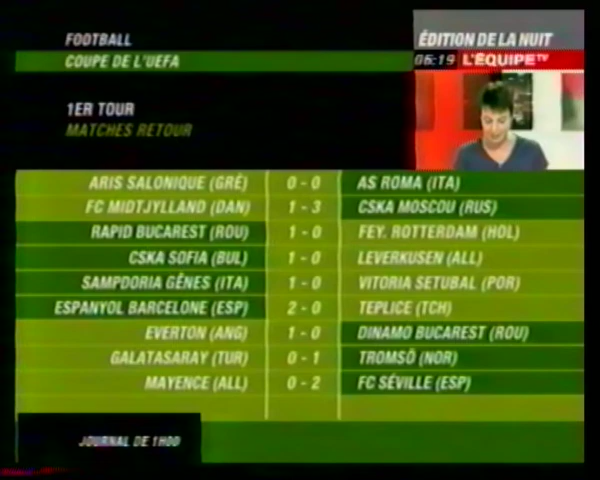 FOOTBALL
COUPE DE L'UEFA
ÉDITION DE LA NUIT
06:19 L'ÉQUIPE TV
1ER TOUR
MATCHES RETOUR
ARIS SALONIQUE (GRÉ) 0 - 0 AS ROMA (ITA)
FC MIDTJYLLAND (DAN) 1 - 3 CSKA MOSCOU (RUS)
RAPID BUCAREST (ROU) 1 - 0 FEY. ROTTERDAM (HOL)
CSKA SOFIA (BUL) 1 - 0 LEVERKUSEN (ALL)
SAMPDORIA GÊNES (ITA) 1 - 0 VITORIA SETUBAL (POR)
ESPANYOL BARCELONE (ESP) 2 - 0 TEPLICE (TCH)
EVERTON (ANG) 1 - 0 DINAMO BUCAREST (ROU)
GALATASARAY (TUR) 0 - 1 TROMSÖ (NOR)
MAYENCE (ALL) 0 - 2 FC SÉVILLE (ESP)
JOURNAL DE 1H00